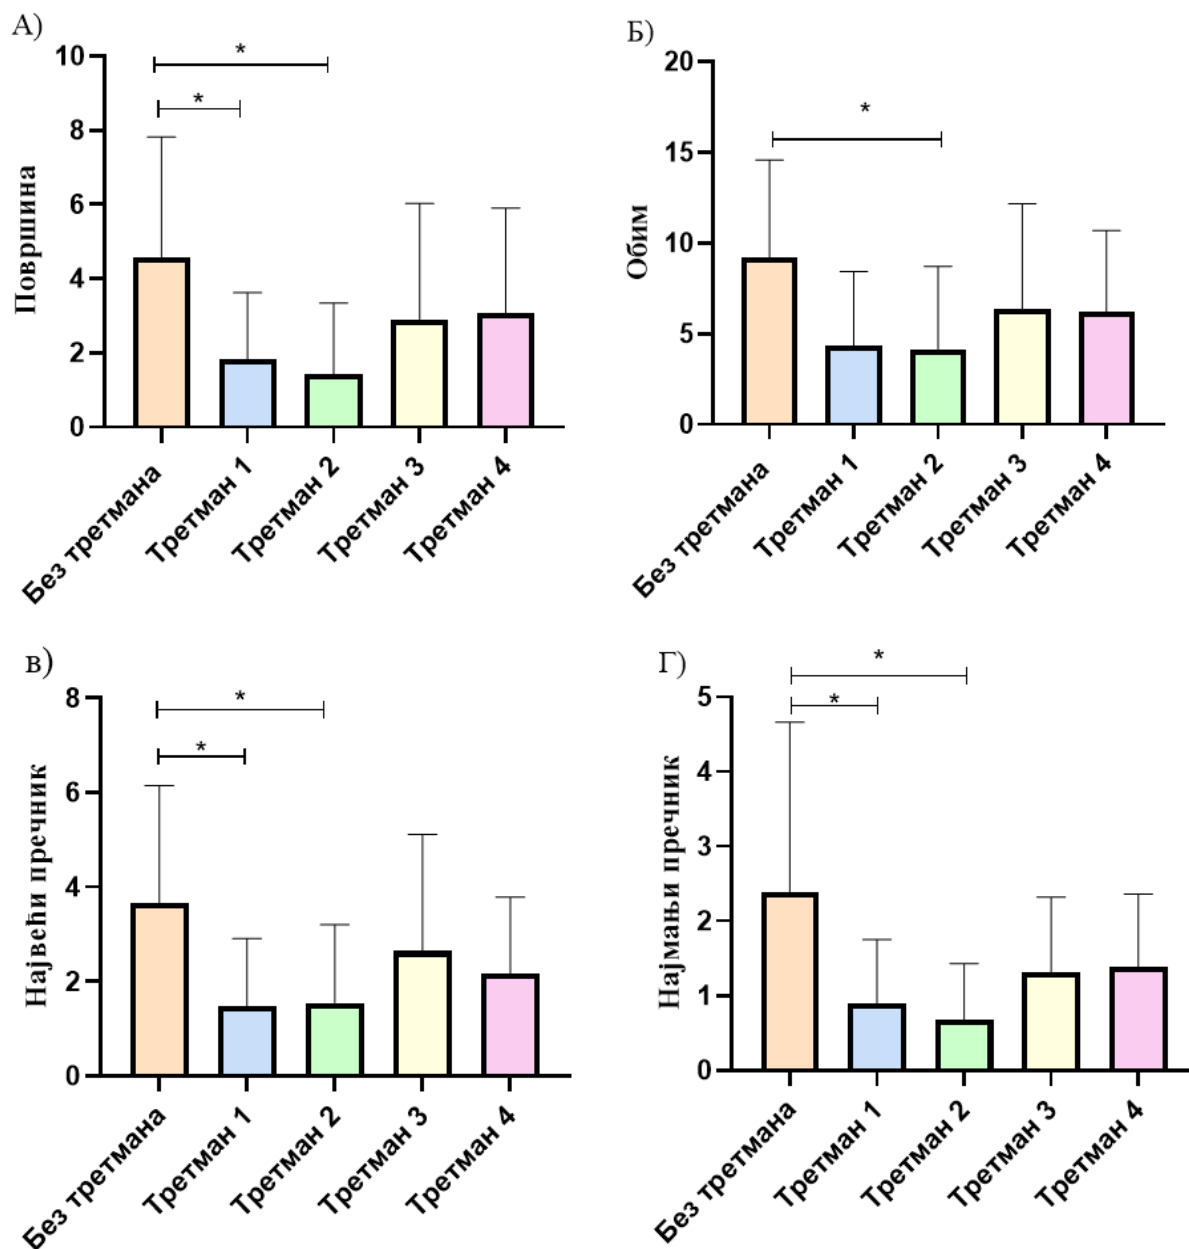 А)
*
*
10
8
6
4
2
0
Површина
Без третмана
Третман 1
Третман 2
Третман 3
Третман 4
Б)
*
20
15
10
5
0
Обим
Без третмана
Третман 1
Третман 2
Третман 3
Третман 4
в)
*
*
8
6
4
2
0
Највећи пречник
Без третмана
Третман 1
Третман 2
Третман 3
Третман 4
Г)
*
*
5
4
3
2
1
0
Најмањи пречник
Без третмана
Третман 1
Третман 2
Третман 3
Третман 4